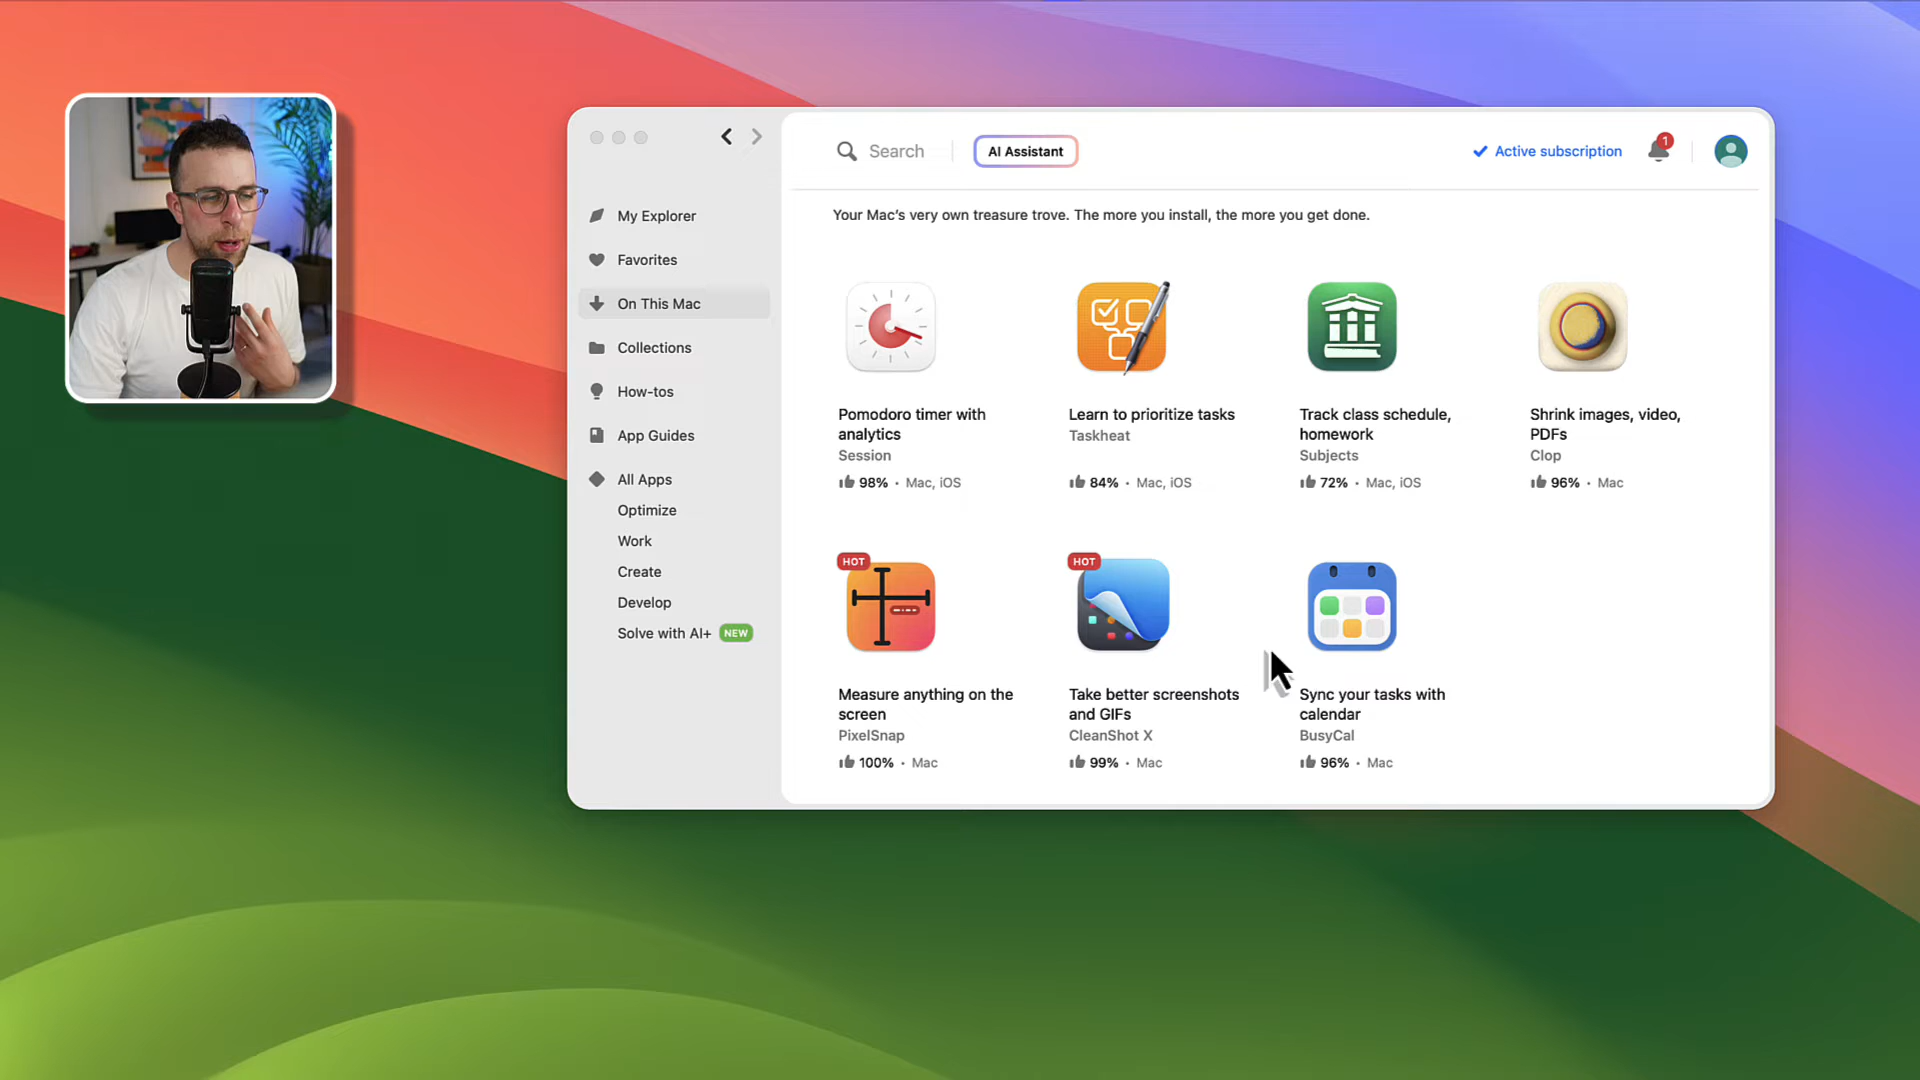 Search
AI Assistant
Active subscription
1
My Explorer
Favorites
On This Mac
Collections
How-tos
App Guides
All Apps
Optimize
Work
Create
Develop
Solve with AI+ NEW
Your Mac's very own treasure trove. The more you install, the more you get done.
Pomodoro timer with
analytics
Session
98% • Mac, iOS
Learn to prioritize tasks
Taskheat
84% • Mac, iOS
Track class schedule,
homework
Subjects
72% • Mac, iOS
Shrink images, video,
PDFs
Clop
96% • Mac
HOT
Measure anything on the
screen
PixelSnap
100% • Mac
HOT
Take better screenshots
and GIFs
CleanShot X
99% • Mac
Sync your tasks with
calendar
BusyCal
96% • Mac